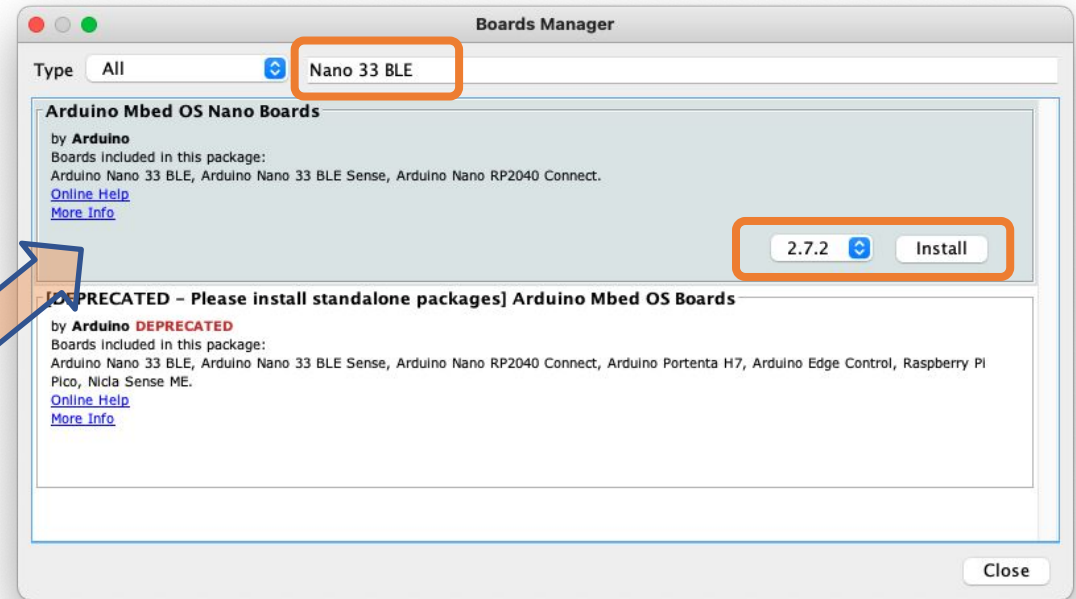 Boards Manager
Type All Nano 33 BLE
Arduino Mbed OS Nano Boards
by Arduino
Boards included in this package:
Arduino Nano 33 BLE, Arduino Nano 33 BLE Sense, Arduino Nano RP2040 Connect.
Online Help
More Info
2.7.2 Install
[DEPRECATED - Please install standalone packages] Arduino Mbed OS Boards
by Arduino DEPRECATED
Boards included in this package:
Arduino Nano 33 BLE, Arduino Nano 33 BLE Sense, Arduino Nano RP2040 Connect, Arduino Portenta H7, Arduino Edge Control, Raspberry Pi
Pico, Nicla Sense ME.
Online Help
More Info
Close